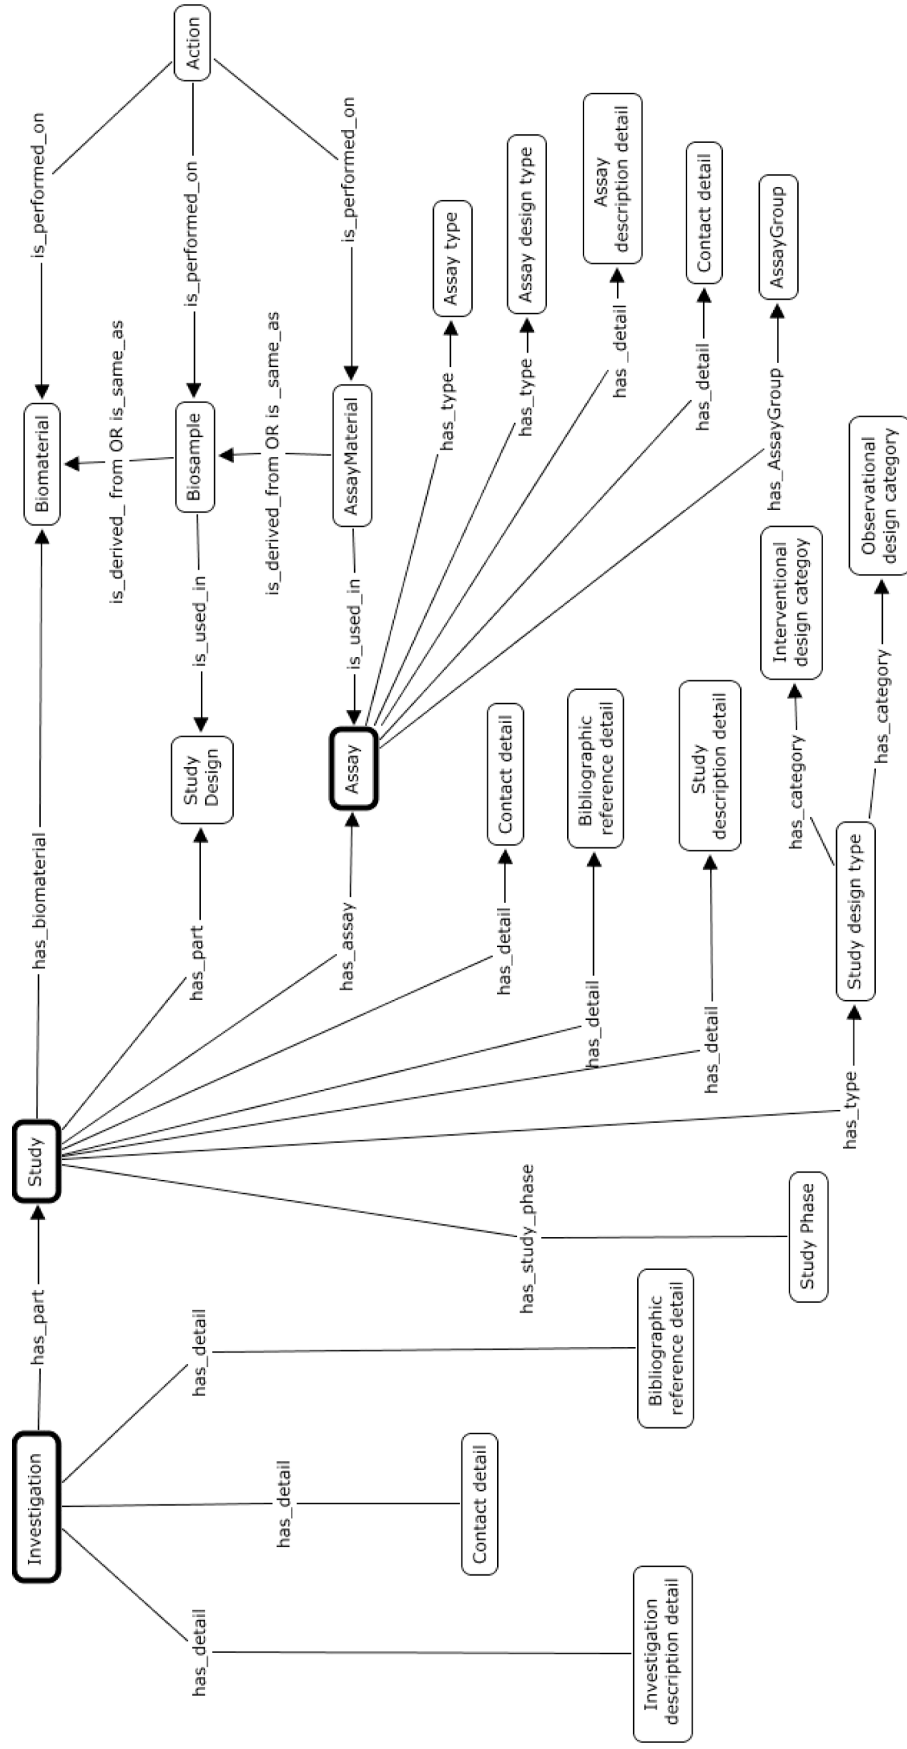 Investigation
has_part
Study
has_biomaterial
Biomaterial
is_performed_on
is_derived_ from OR is_same_as
has_detail
has_detail
has_part
Study
Design
is_used_in
Biosample
is_performed_on
Action
has_detail
is_derived_from OR is _same_as
has_assay
Assay
is_used_in
AssayMaterial
is_performed_on
has_type
Assay type
Contact detail
has_detail
Contact detail
has_study_phase
has_type
Assay design type
has_detail
Bibliographic
reference detail
has _detail
Assay
description detail
Investigation
description detail
Bibliographic
reference detail
has_detail
Study
description detail
has_detail
Contact detail
Study Phase
has_category
Interventional
design categoy
has_AssayGroup
AssayGroup
has_type
Study design type
has_category
Observational
design category